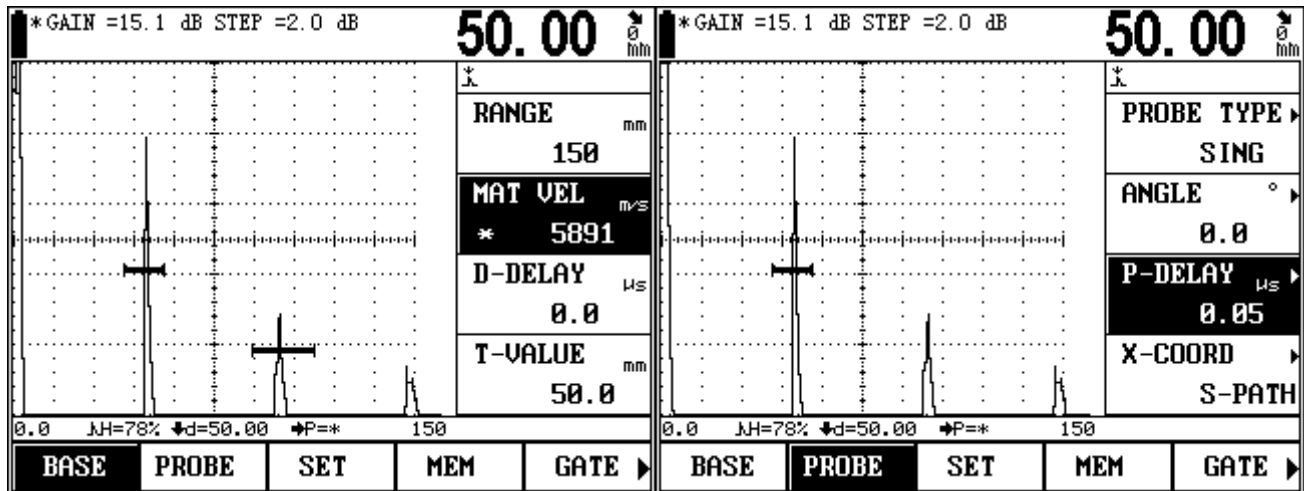 *GAIN =15.1 dB STEP =2.0 dB
50.00
0
mm
RANGE mm
150
MAT VEL m/s
* 5891
D-DELAY µs
0.0
T-VALUE mm
50.0
0.0 H=78% d=50.00 P=* 150
BASE PROBE SET MEM GATE
*GAIN =15.1 dB STEP =2.0 dB
50.00
0
mm
PROBE TYPE
SING
ANGLE °
0.0
P-DELAY µs
0.05
X-COORD
S-PATH
0.0 H=78% d=50.00 P=* 150
BASE PROBE SET MEM GATE